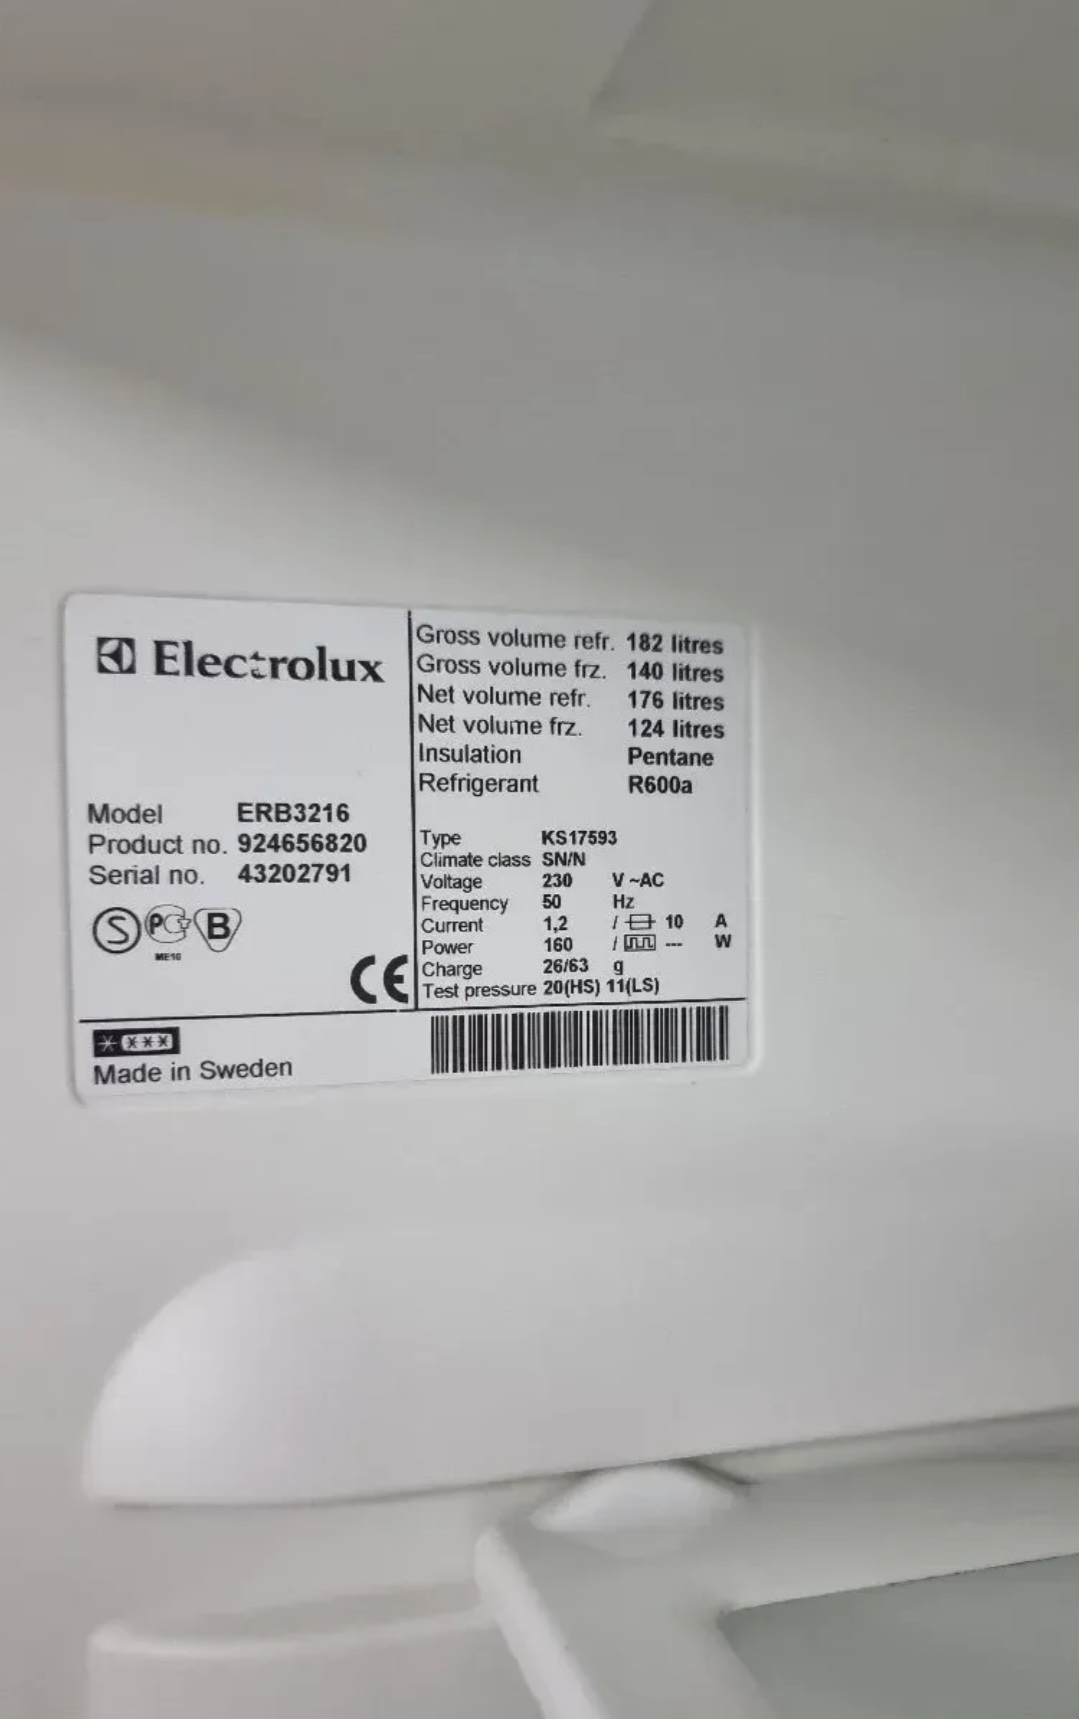 Electrolux
Model ERB3216
Product no. 924656820
Serial no. 43202791
S PCT B
ME10
CE
Gross volume refr. 182 litres
Gross volume frz. 140 litres
Net volume refr. 176 litres
Net volume frz. 124 litres
Insulation Pentane
Refrigerant R600a
Type KS17593
Climate class SN/N
Voltage 230 V ~AC
Frequency 50 Hz
Current 1,2 / 10 A
Power 160 / --- W
Charge 26/63 g
Test pressure 20(HS) 11(LS)
Made in Sweden